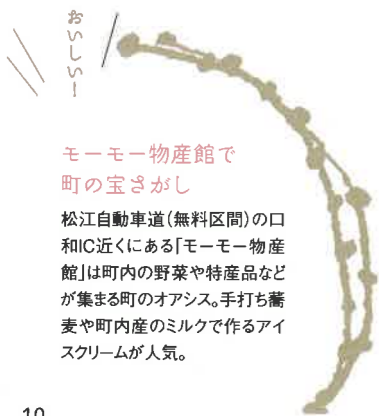 おいしい！
モーモー物産館で
町の宝さがし
松江自動車道(無料区間)の口
和IC近くにある「モーモー物産
館」は町内の野菜や特産品など
が集まる町のオアシス。手打ち蕎
麦や町内産のミルクで作るアイ
スクリームが人気。
10